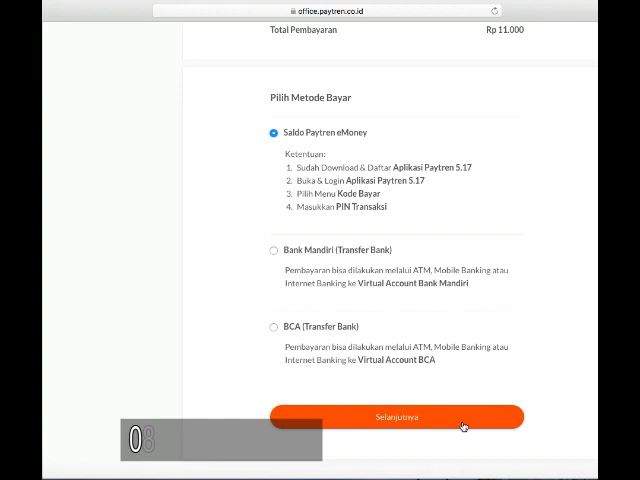 office.paytren.co.id
Total Pembayaran Rp 11.000
Pilih Metode Bayar
Saldo Paytren eMoney
Ketentuan:
1. Sudah Download & Daftar Aplikasi Paytren 5.17
2. Buka & Login Aplikasi Paytren 5.17
3. Pilih Menu Kode Bayar
4. Masukkan PIN Transaksi
Bank Mandiri (Transfer Bank)
Pembayaran bisa dilakukan melalui ATM, Mobile Banking atau
Internet Banking ke Virtual Account Bank Mandiri
BCA (Transfer Bank)
Pembayaran bisa dilakukan melalui ATM, Mobile Banking atau
Internet Banking ke Virtual Account BCA
Selanjutnya
08